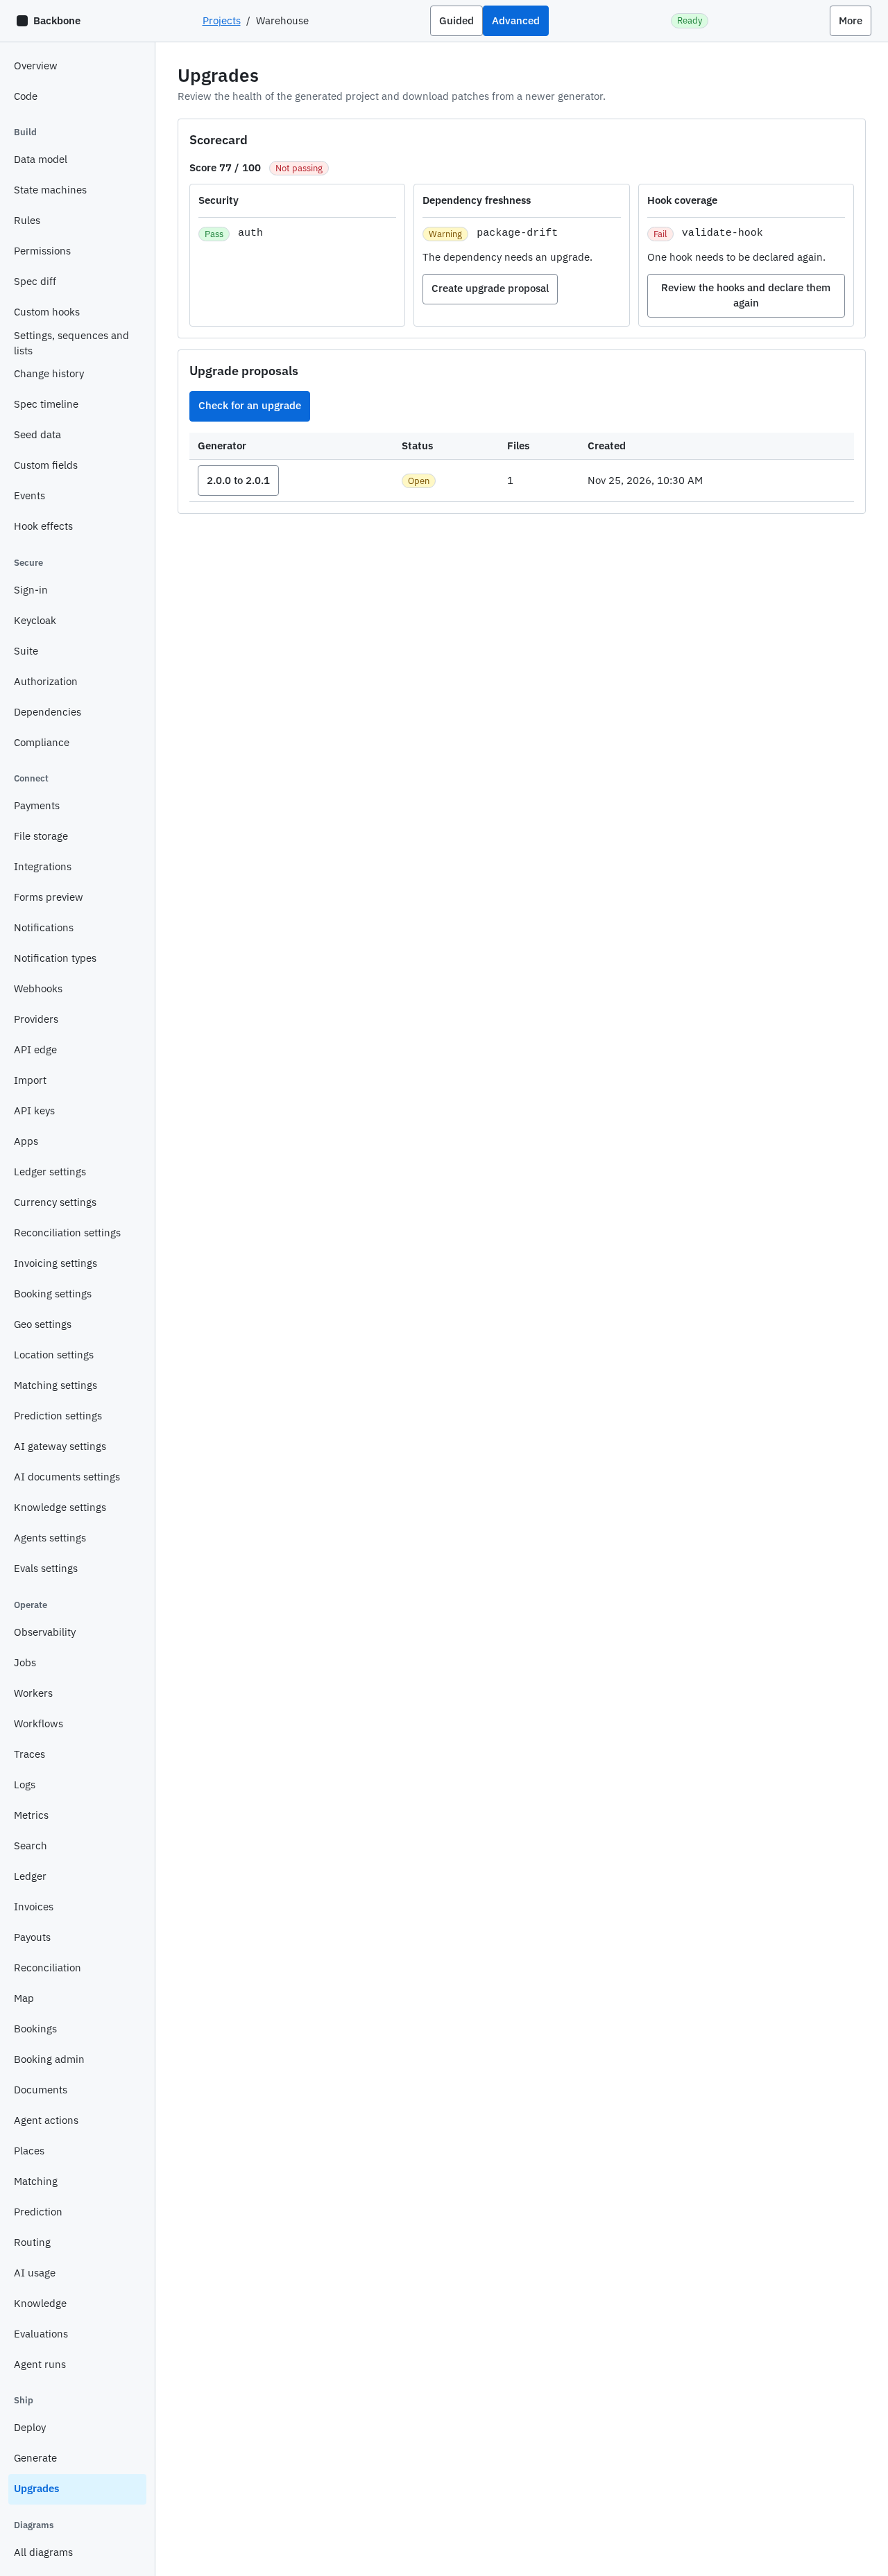 Backbone
Projects / Warehouse
Guided
Advanced
Ready
More
Overview
Code
Build
Data model
State machines
Rules
Permissions
Spec diff
Custom hooks
Settings, sequences and
lists
Change history
Spec timeline
Seed data
Custom fields
Events
Hook effects
Secure
Sign-in
Keycloak
Suite
Authorization
Dependencies
Compliance
Connect
Payments
File storage
Integrations
Forms preview
Notifications
Notification types
Webhooks
Providers
API edge
Import
API keys
Apps
Ledger settings
Currency settings
Reconciliation settings
Invoicing settings
Booking settings
Geo settings
Location settings
Matching settings
Prediction settings
AI gateway settings
AI documents settings
Knowledge settings
Agents settings
Evals settings
Operate
Observability
Jobs
Workers
Workflows
Traces
Logs
Metrics
Search
Ledger
Invoices
Payouts
Reconciliation
Map
Bookings
Booking admin
Documents
Agent actions
Places
Matching
Prediction
Routing
AI usage
Knowledge
Evaluations
Agent runs
Ship
Deploy
Generate
Upgrades
Diagrams
All diagrams
Upgrades
Review the health of the generated project and download patches from a newer generator.
Scorecard
Score 77 / 100 Not passing
Security
Pass auth
Dependency freshness
Warning package-drift
The dependency needs an upgrade.
Create upgrade proposal
Hook coverage
Fail validate-hook
One hook needs to be declared again.
Review the hooks and declare them
again
Upgrade proposals
Check for an upgrade
Generator Status Files Created
2.0.0 to 2.0.1 Open 1 Nov 25, 2026, 10:30 AM